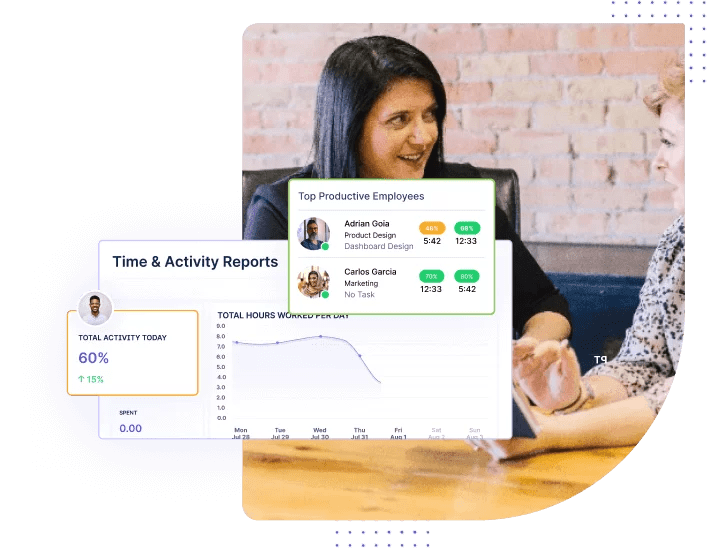 Top Productive Employees
Adrian Goia
Product Design
Dashboard Design
46%
98%
5:42
12:33
Carlos Garcia
Marketing
No Task
70%
80%
12:33
5:42
Time & Activity Reports
TOTAL ACTIVITY TODAY
60%
↑ 15%
SPENT
0.00
TOTAL HOURS WORKED PER DAY
9.0
8.0
7.0
6.0
5.0
4.0
3.0
2.0
1.0
0.0
Mon
Jul 28
Tue
Jul 29
Wed
Jul 30
Thu
Jul 31
Fri
Aug 1
Sat
Aug 2
Sun
Aug 3